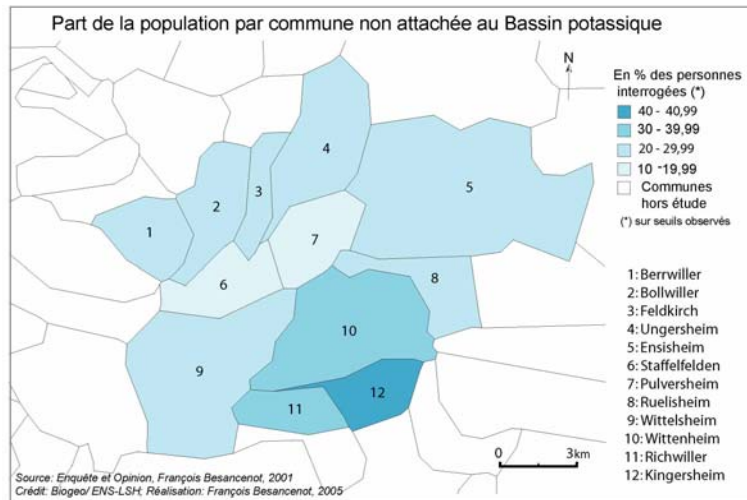 Part de la population par commune non attachée au Bassin potassique
N
En % des personnes
interrogées (*)
40 - 40,99
30 - 39,99
20 - 29,99
10 -19,99
Communes
hors étude
(*) sur seuils observés
1
2
3
4
5
6
7
8
9
10
11
12
1: Berrwiller
2: Bollwiller
3: Feldkirch
4: Ungersheim
5: Ensisheim
6: Staffelfelden
7: Pulversheim
8: Ruelisheim
9: Wittelsheim
10: Wittenheim
11: Richwiller
12: Kingersheim
0 3km
Source: Enquête et Opinion, François Besancenot, 2001
Crédit: Biogeo/ ENS-LSH; Réalisation: François Besancenot, 2005